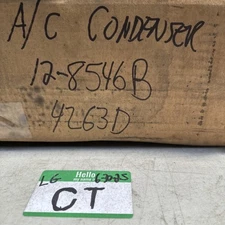 A/C CONDENSER
12-8546B
4263D
Hello
LG
CT